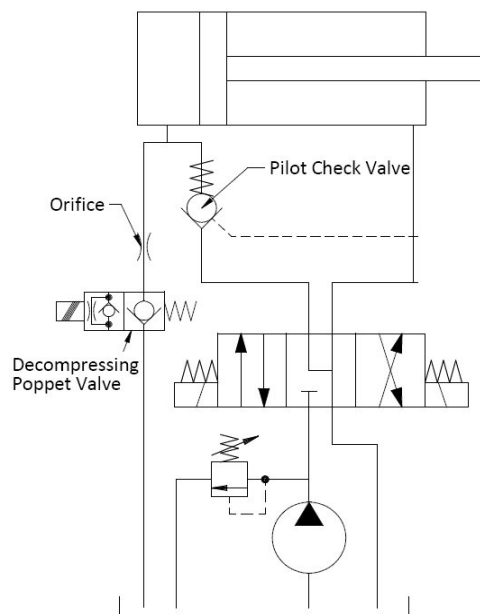 Pilot Check Valve
Orifice
Decompressing
Poppet Valve